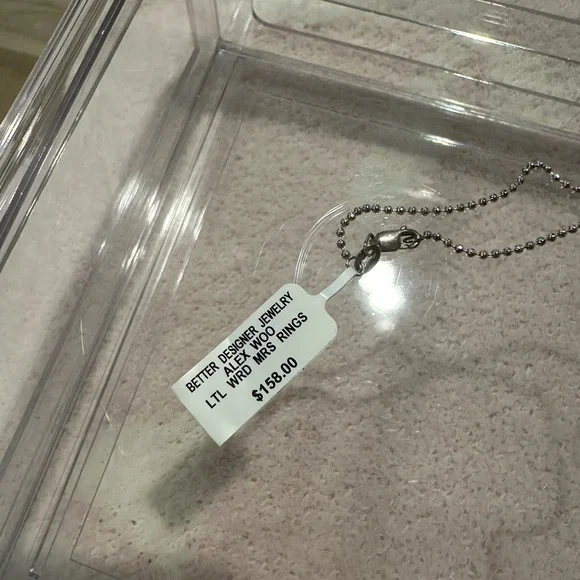 BETTER DESIGNER JEWELRY
ALEX WOO
LTL WRD MRS RINGS
$158.00